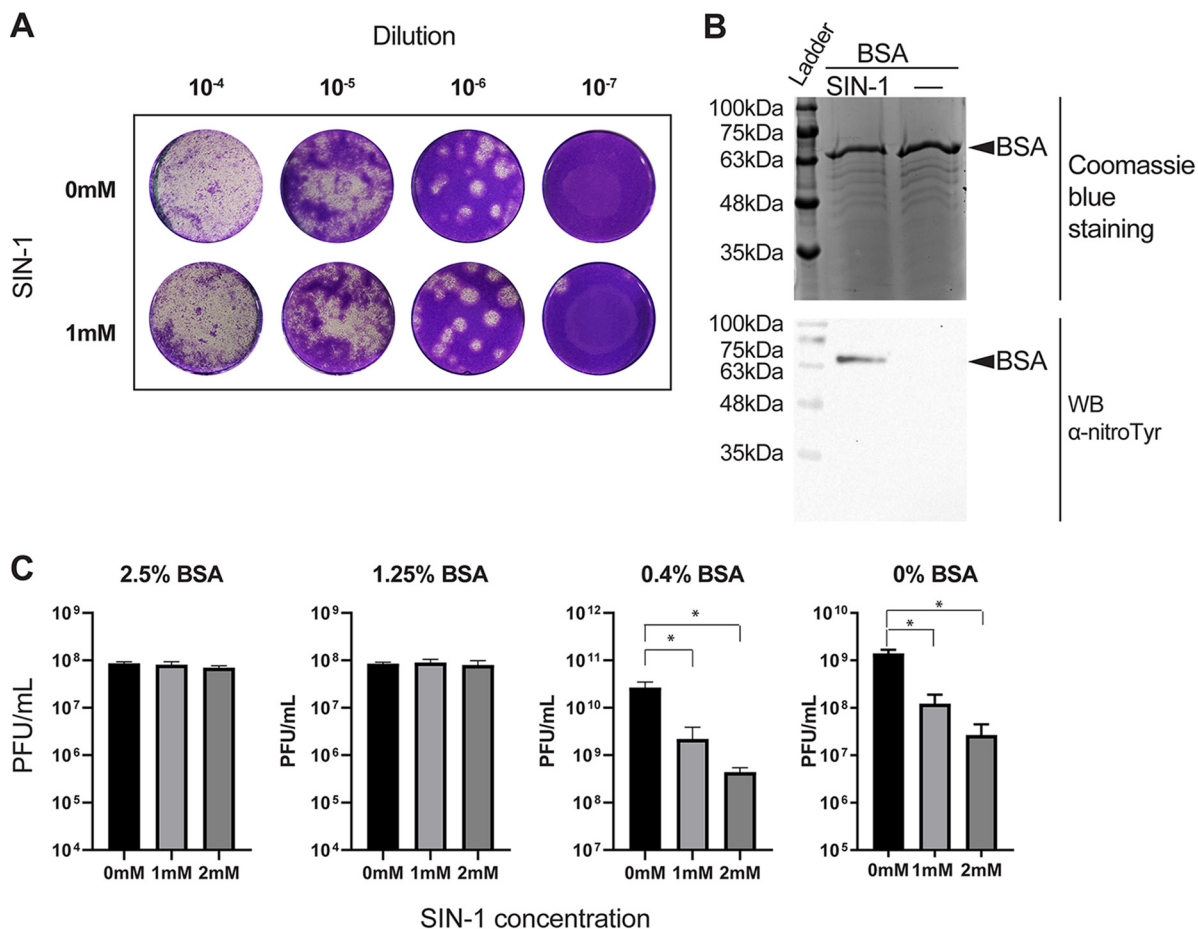 A
Dilution
10-4 10-5 10-6 10-7
SIN-1
0mM
1mM
B
Ladder
BSA
SIN-1 —
100kDa
75kDa
63kDa
48kDa
35kDa
BSA
Coomassie
blue
staining
100kDa
75kDa
63kDa
48kDa
35kDa
BSA
WB
α-nitroTyr
C
2.5% BSA
PFU/mL
10⁹
10⁸
10⁷
10⁶
10⁵
10⁴
0mM 1mM 2mM
1.25% BSA
PFU/mL
10⁹
10⁸
10⁷
10⁶
10⁵
10⁴
0mM 1mM 2mM
0.4% BSA
PFU/mL
10¹²
10¹¹
10¹⁰
10⁹
10⁸
10⁷
*
*
0mM 1mM 2mM
0% BSA
PFU/mL
10¹⁰
10⁹
10⁸
10⁷
10⁶
10⁵
*
*
0mM 1mM 2mM
SIN-1 concentration